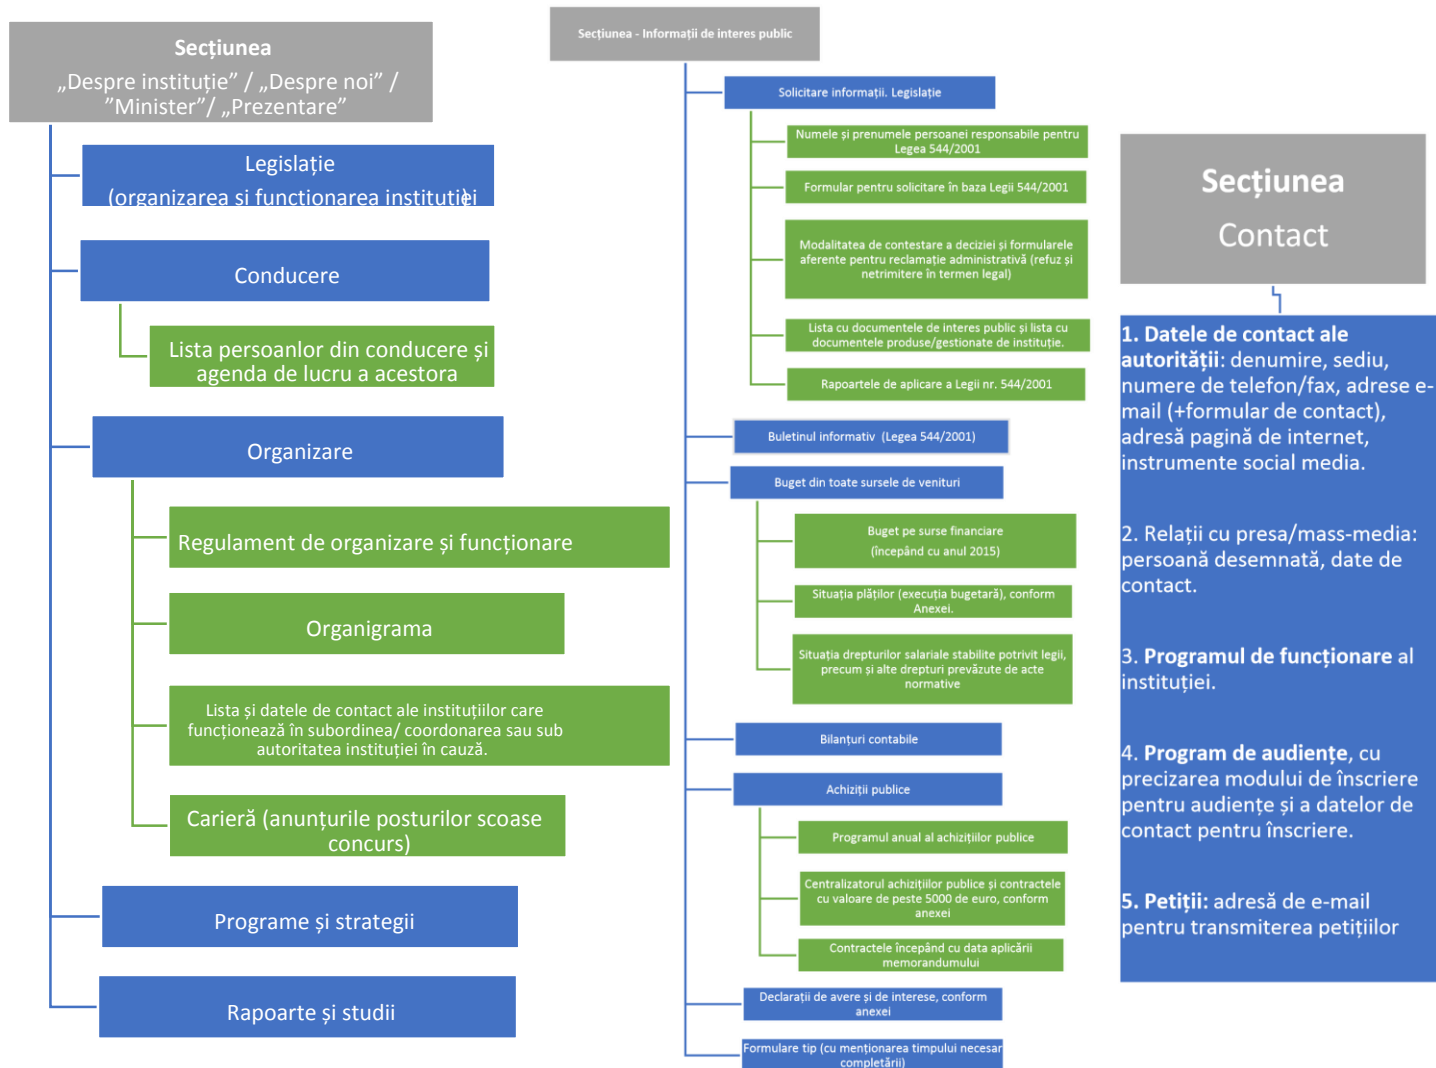 Secțiunea
„Despre instituție” / „Despre noi” /
”Minister”/ „Prezentare”
Legislație
(organizarea și funcționarea instituției)
Conducere
Lista persoanlor din conducere și
agenda de lucru a acestora
Organizare
Regulament de organizare și funcționare
Organigrama
Lista și datele de contact ale instituțiilor care
funcționează în subordinea/ coordonarea sau sub
autoritatea instituției în cauză.
Carieră (anunțurile posturilor scoase
concurs)
Programe și strategii
Rapoarte și studii
Secțiunea - Informații de interes public
Solicitare informații. Legislație
Numele și prenumele persoanei responsabile pentru
Legea 544/2001
Formular pentru solicitare în baza Legii 544/2001
Modalitatea de contestare a deciziei și formularele
aferente pentru reclamație administrativă (refuz și
netrimitere în termen legal)
Lista cu documentele de interes public și lista cu
documentele produse/gestionate de instituție.
Rapoartele de aplicare a Legii nr. 544/2001
Buletinul informativ (Legea 544/2001)
Buget din toate sursele de venituri
Buget pe surse financiare
(începând cu anul 2015)
Situația plăților (execuția bugetară), conform
Anexei.
Situația drepturilor salariale stabilite potrivit legii,
precum și alte drepturi prevăzute de acte
normative
Bilanțuri contabile
Achiziții publice
Programul anual al achizițiilor publice
Centralizatorul achizițiilor publice și contractele
cu valoare de peste 5000 de euro, conform
anexei
Contractele începând cu data aplicării
memorandumului
Declarații de avere și de interese, conform
anexei
Formulare tip (cu menționarea timpului necesar
completării)
Secțiunea
Contact
1. Datele de contact ale
autorității: denumire, sediu,
numere de telefon/fax, adrese e-
mail (+formular de contact),
adresă pagină de internet,
instrumente social media.
2. Relații cu presa/mass-media:
persoană desemnată, date de
contact.
3. Programul de funcționare al
instituției.
4. Program de audiențe, cu
precizarea modului de înscriere
pentru audiențe și a datelor de
contact pentru înscriere.
5. Petiții: adresă de e-mail
pentru transmiterea petițiilor